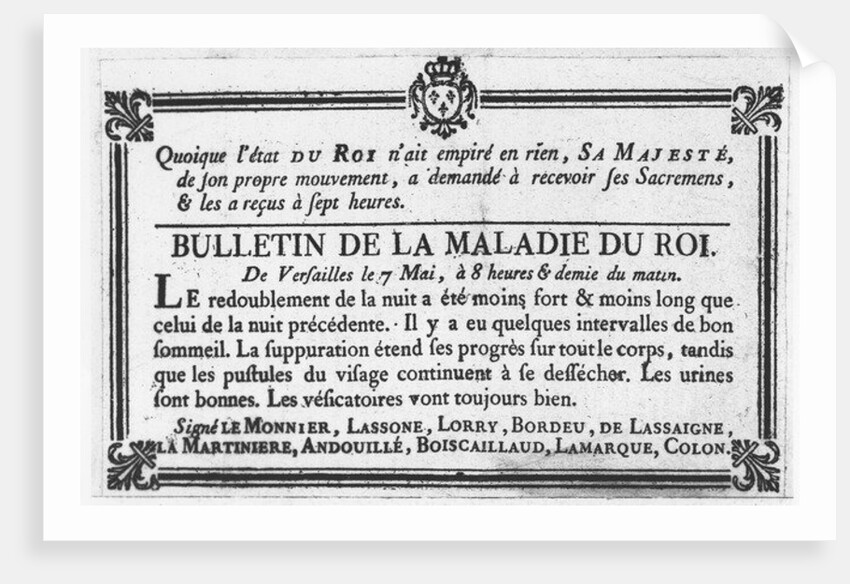 Quoique l'état DU ROI n'ait empiré en rien, SA MAJESTÉ,
de ſon propre mouvement, a demandé à recevoir ſes Sacremens,
& les a reçus à ſept heures.
BULLETIN DE LA MALADIE DU ROI.
De Verſailles le 7 Mai, à 8 heures & demie du matin.
LE redoublement de la nuit a été moins fort & moins long que
celui de la nuit précédente. Il y a eu quelques intervalles de bon
ſommeil. La ſuppuration étend ſes progrès ſur tout le corps, tandis
que les puſtules du viſage continuent à ſe deſſécher. Les urines
ſont bonnes. Les véſicatoires vont toujours bien.
Signé LE MONNIER, LASSONE, LORRY, BORDEU, DE LASSAIGNE,
LA MARTINIERE, ANDOUILLÉ, BOISCAILLAUD, LAMARQUE, COLON.